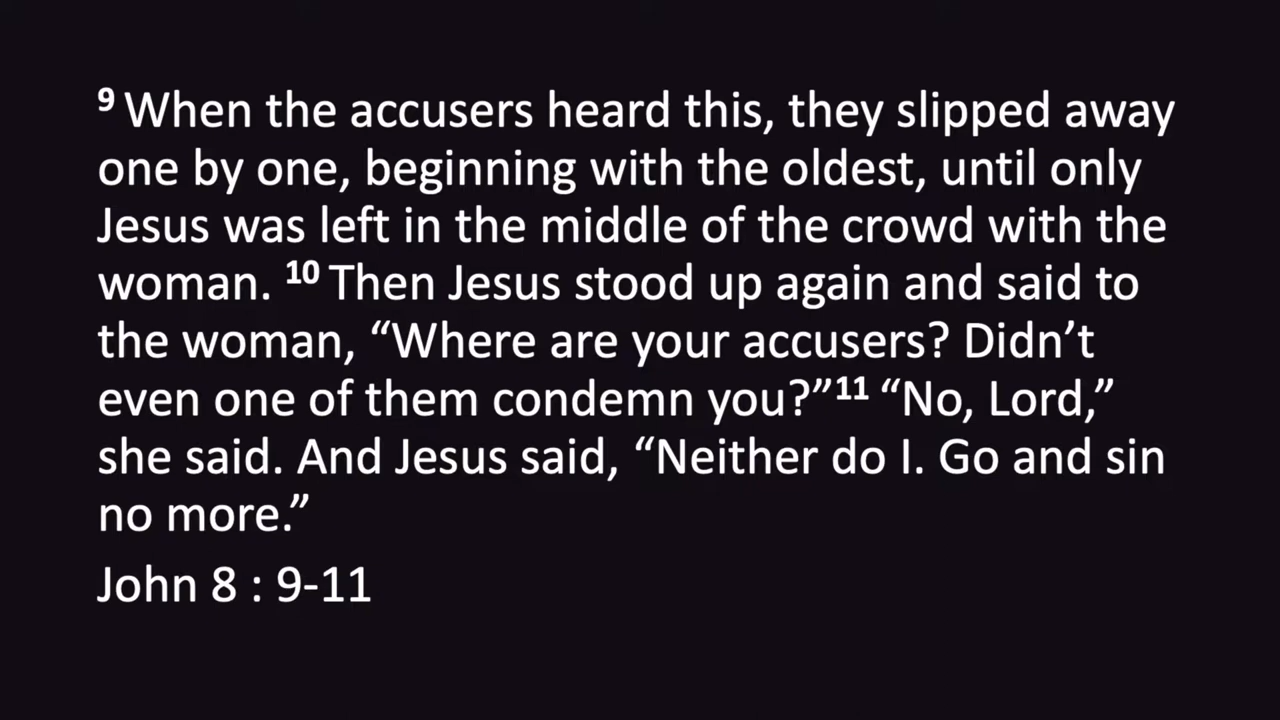 ⁹ When the accusers heard this, they slipped away
one by one, beginning with the oldest, until only
Jesus was left in the middle of the crowd with the
woman. ¹⁰ Then Jesus stood up again and said to
the woman, “Where are your accusers? Didn’t
even one of them condemn you?”¹¹ “No, Lord,”
she said. And Jesus said, “Neither do I. Go and sin
no more.”
John 8 : 9-11